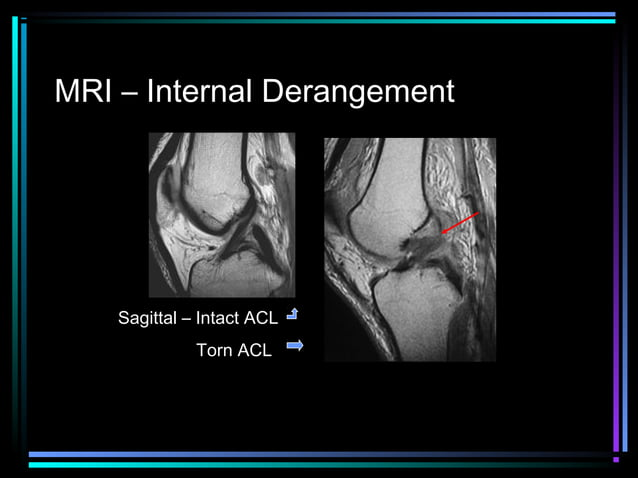 MRI – Internal Derangement
Sagittal – Intact ACL
Torn ACL